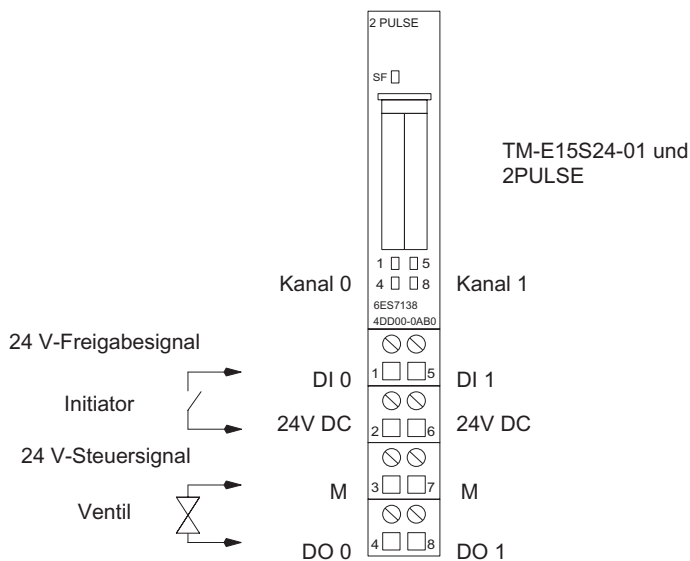 2 PULSE
SF
TM-E15S24-01 und
2PULSE
1 5
Kanal 0 4 8 Kanal 1
6ES7138
4DD00-0AB0
24 V-Freigabesignal
DI 0 1 5 DI 1
Initiator
24V DC 2 6 24V DC
24 V-Steuersignal
M 3 7 M
Ventil
DO 0 4 8 DO 1